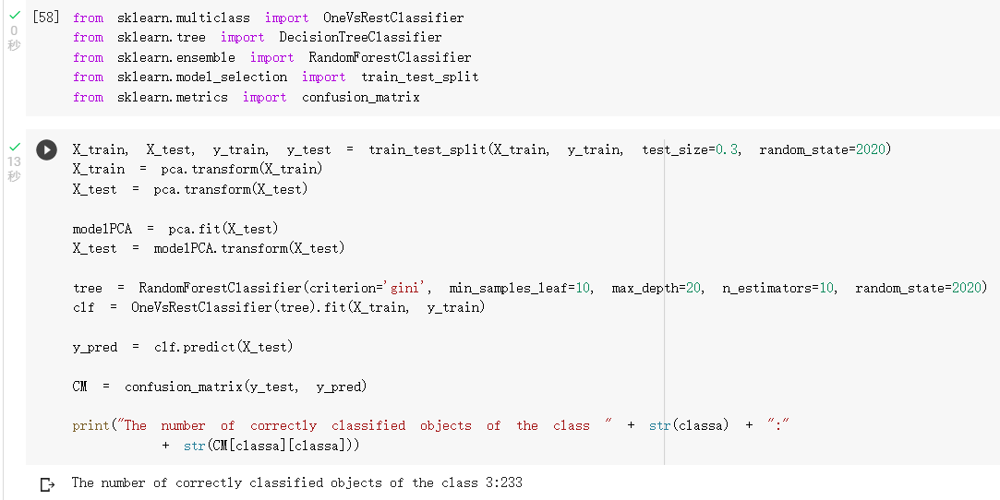 [58] from sklearn.multiclass import OneVsRestClassifier
0 from sklearn.tree import DecisionTreeClassifier
秒 from sklearn.ensemble import RandomForestClassifier
from sklearn.model_selection import train_test_split
from sklearn.metrics import confusion_matrix
X_train, X_test, y_train, y_test = train_test_split(X_train, y_train, test_size=0.3, random_state=2020)
13 X_train = pca.transform(X_train)
秒 X_test = pca.transform(X_test)
modelPCA = pca.fit(X_test)
X_test = modelPCA.transform(X_test)
tree = RandomForestClassifier(criterion='gini', min_samples_leaf=10, max_depth=20, n_estimators=10, random_state=2020)
clf = OneVsRestClassifier(tree).fit(X_train, y_train)
y_pred = clf.predict(X_test)
CM = confusion_matrix(y_test, y_pred)
print("The number of correctly classified objects of the class " + str(classa) + ":"
+ str(CM[classa][classa]))
The number of correctly classified objects of the class 3:233